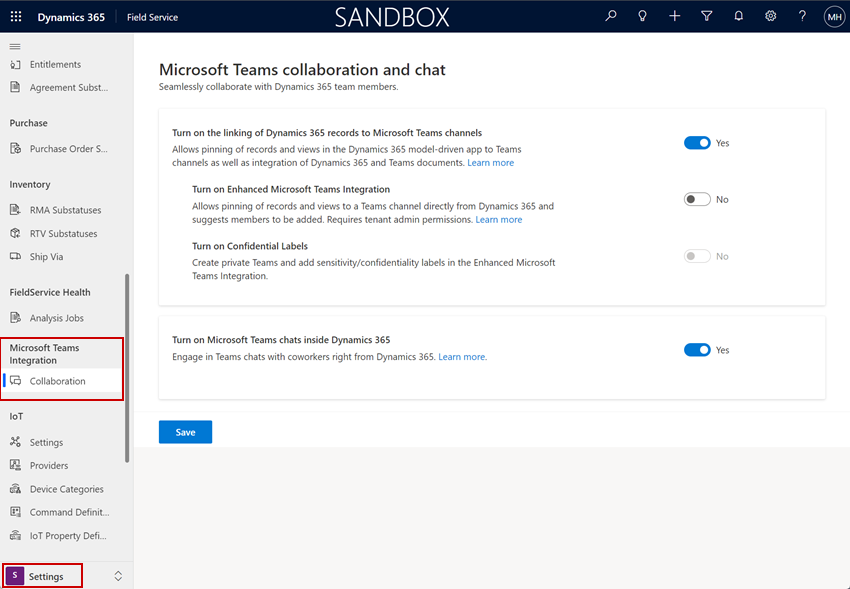 Dynamics 365
Field Service
SANDBOX
MH
Entitlements
Agreement Subst...
Purchase
Purchase Order S...
Inventory
RMA Substatuses
RTV Substatuses
Ship Via
FieldService Health
Analysis Jobs
Microsoft Teams
Integration
Collaboration
IoT
Settings
Providers
Device Categories
Command Definit...
IoT Property Defi...
S Settings
Microsoft Teams collaboration and chat
Seamlessly collaborate with Dynamics 365 team members.
Turn on the linking of Dynamics 365 records to Microsoft Teams channels
Allows pinning of records and views in the Dynamics 365 model-driven app to Teams
channels as well as integration of Dynamics 365 and Teams documents. Learn more
Yes
Turn on Enhanced Microsoft Teams Integration
Allows pinning of records and views to a Teams channel directly from Dynamics 365 and
suggests members to be added. Requires tenant admin permissions. Learn more
No
Turn on Confidential Labels
Create private Teams and add sensitivity/confidentiality labels in the Enhanced Microsoft
Teams Integration.
No
Turn on Microsoft Teams chats inside Dynamics 365
Engage in Teams chats with coworkers right from Dynamics 365. Learn more.
Yes
Save